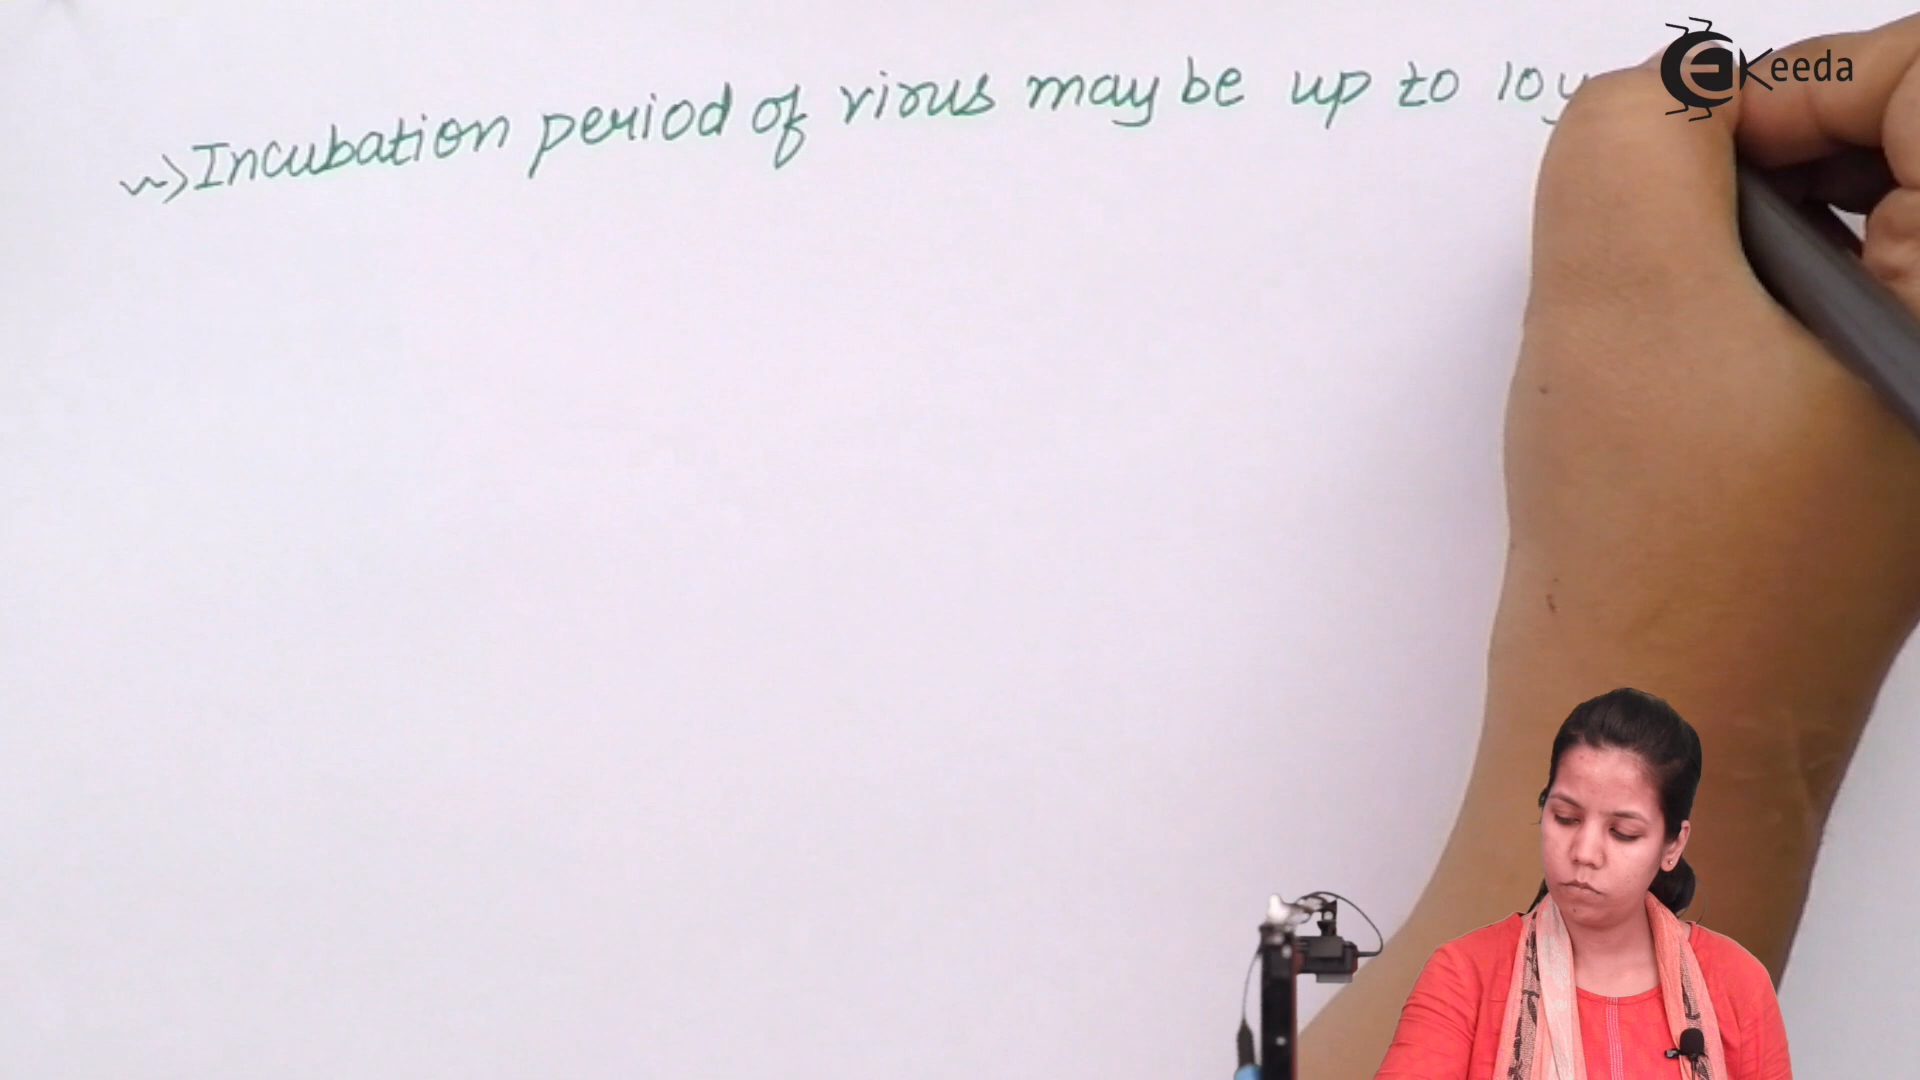 EKeeda
~> Incubation period of virus may be up to 10 y